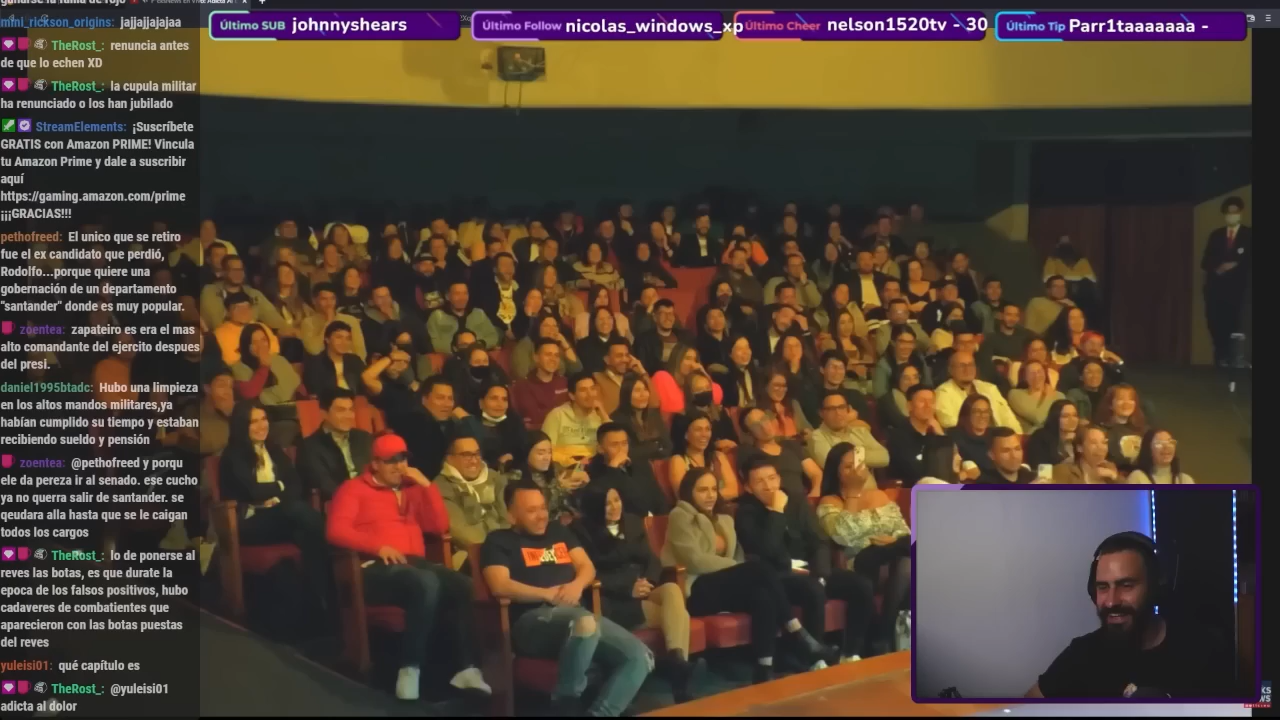 Último SUB johnnyshears
Último Follow nicolas_windows_xp
Último Cheer nelson1520tv - 30
Último Tip Parr1taaaaaaa -
mini_rickson_origins: jajjajjajajaa
TheRost_: renuncia antes
de que lo echen XD
TheRost_: la cupula militar
ha renunciado o los han jubilado
StreamElements: ¡Suscríbete
GRATIS con Amazon PRIME! Vincula
tu Amazon Prime y dale a suscribir
aquí
https://gaming.amazon.com/prime
¡¡¡GRACIAS!!!
pethofreed: El unico que se retiro
fue el ex candidato que perdió,
Rodolfo...porque quiere una
gobernación de un departamento
"santander" donde es muy popular.
zoentea: zapateiro es era el mas
alto comandante del ejercito despues
del presi.
daniel1995btadc: Hubo una limpieza
en los altos mandos militares,ya
habían cumplido su tiempo y estaban
recibiendo sueldo y pensión
zoentea: @pethofreed y porqu
ele da pereza ir al senado. ese cucho
ya no querra salir de santander. se
qeudara alla hasta que se le caigan
todos los cargos
TheRost_: lo de ponerse al
reves las botas, es que durate la
epoca de los falsos positivos, hubo
cadaveres de combatientes que
aparecieron con las botas puestas
del reves
yuleisi01: qué capítulo es
TheRost_: @yuleisi01
adicta al dolor